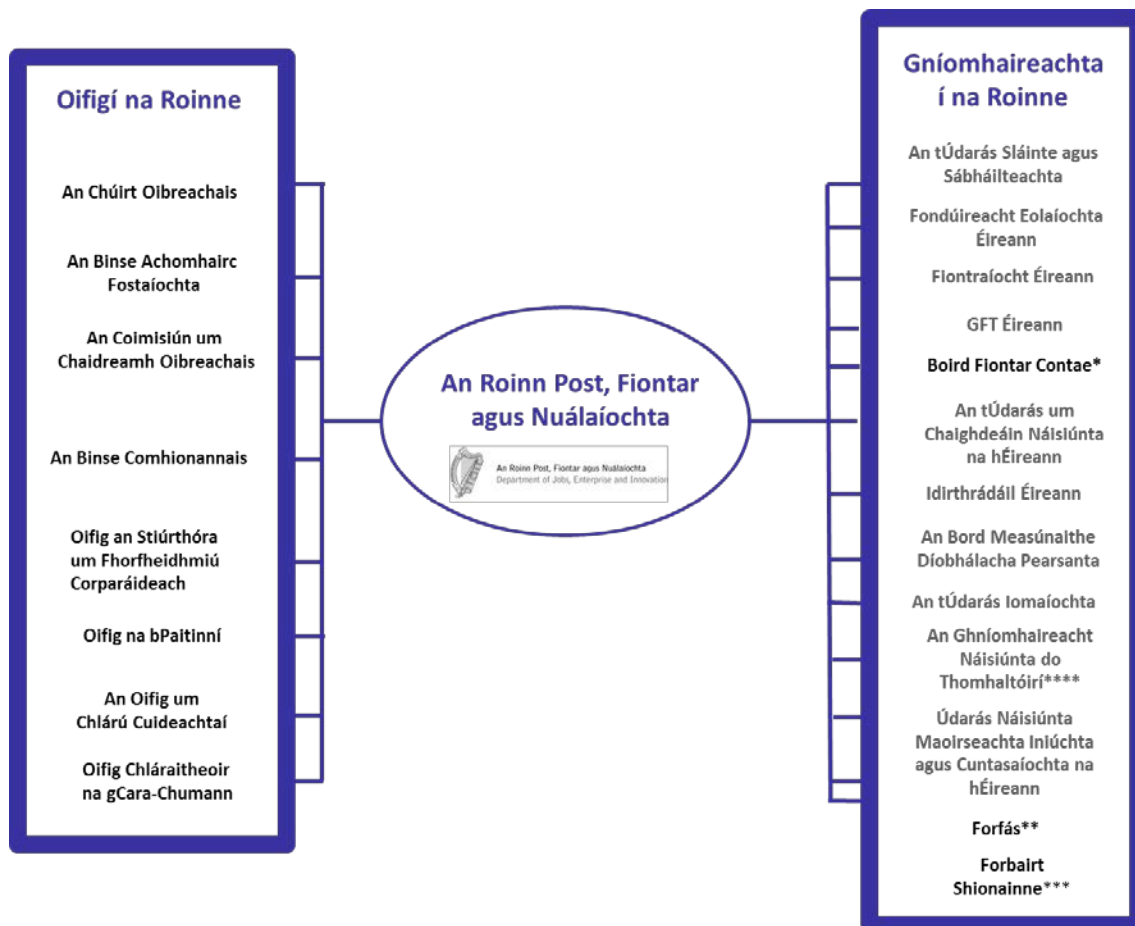 Oifigí na Roinne
An Chúirt Oibreachais
An Binse Achomhairc
Fostaíochta
An Coimisiún um
Chaidreamh Oibreachais
An Binse Comhionannais
Oifig an Stiúrthóra
um Fhorfheidhmiú
Corparáideach
Oifig na bPaitinní
An Oifig um
Chlárú Cuideachtaí
Oifig Chláraitheoir
na gCara-Chumann
An Roinn Post, Fiontar
agus Nuálaíochta
An Roinn Post, Fiontar agus Nuálaíochta
Department of Jobs, Enterprise and Innovation
Gníomhaireachta
í na Roinne
An tÚdarás Sláinte agus
Sábháilteachta
Fondúireacht Eolaíochta
Éireann
Fiontraíocht Éireann
GFT Éireann
Boird Fiontar Contae*
An tÚdarás um
Chaighdeáin Náisiúnta
na hÉireann
Idirthrádáil Éireann
An Bord Measúnaithe
Díobhálacha Pearsanta
An tÚdarás Iomaíochta
An Ghníomhaireacht
Náisiúnta do
Thomhaltóirí****
Údarás Náisiúnta
Maoirseachta Iniúchta
agus Cuntasaíochta na
hÉireann
Forfás**
Forbairt
Shionainne***